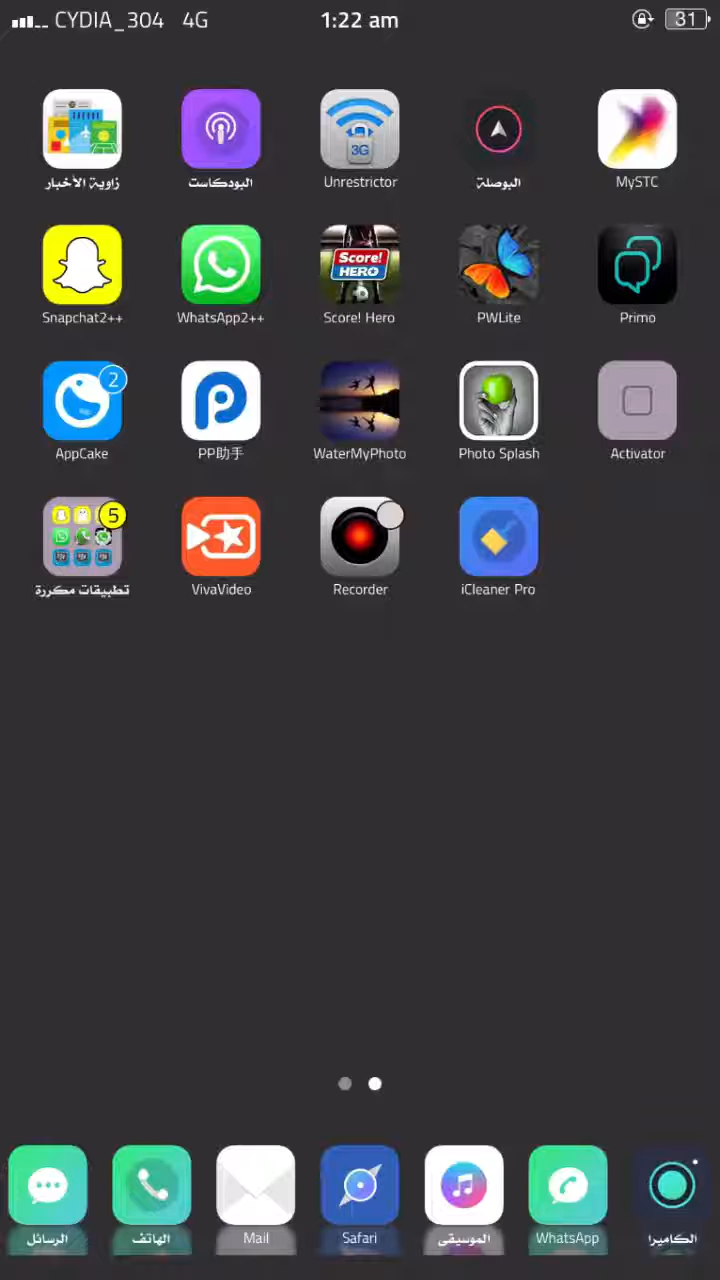 CYDIA_304 4G 1:22 am 31
زاوية الأخبار البودكاست 3G Unrestrictor البوصلة MySTC
Snapchat2++ WhatsApp2++ Score! HERO Score! Hero PWLite Primo
2 AppCake PP助手 WaterMyPhoto Photo Splash Activator
5 تطبيقات مكررة VivaVideo Recorder iCleaner Pro
الرسائل الهاتف Mail Safari الموسيقى WhatsApp الكاميرا